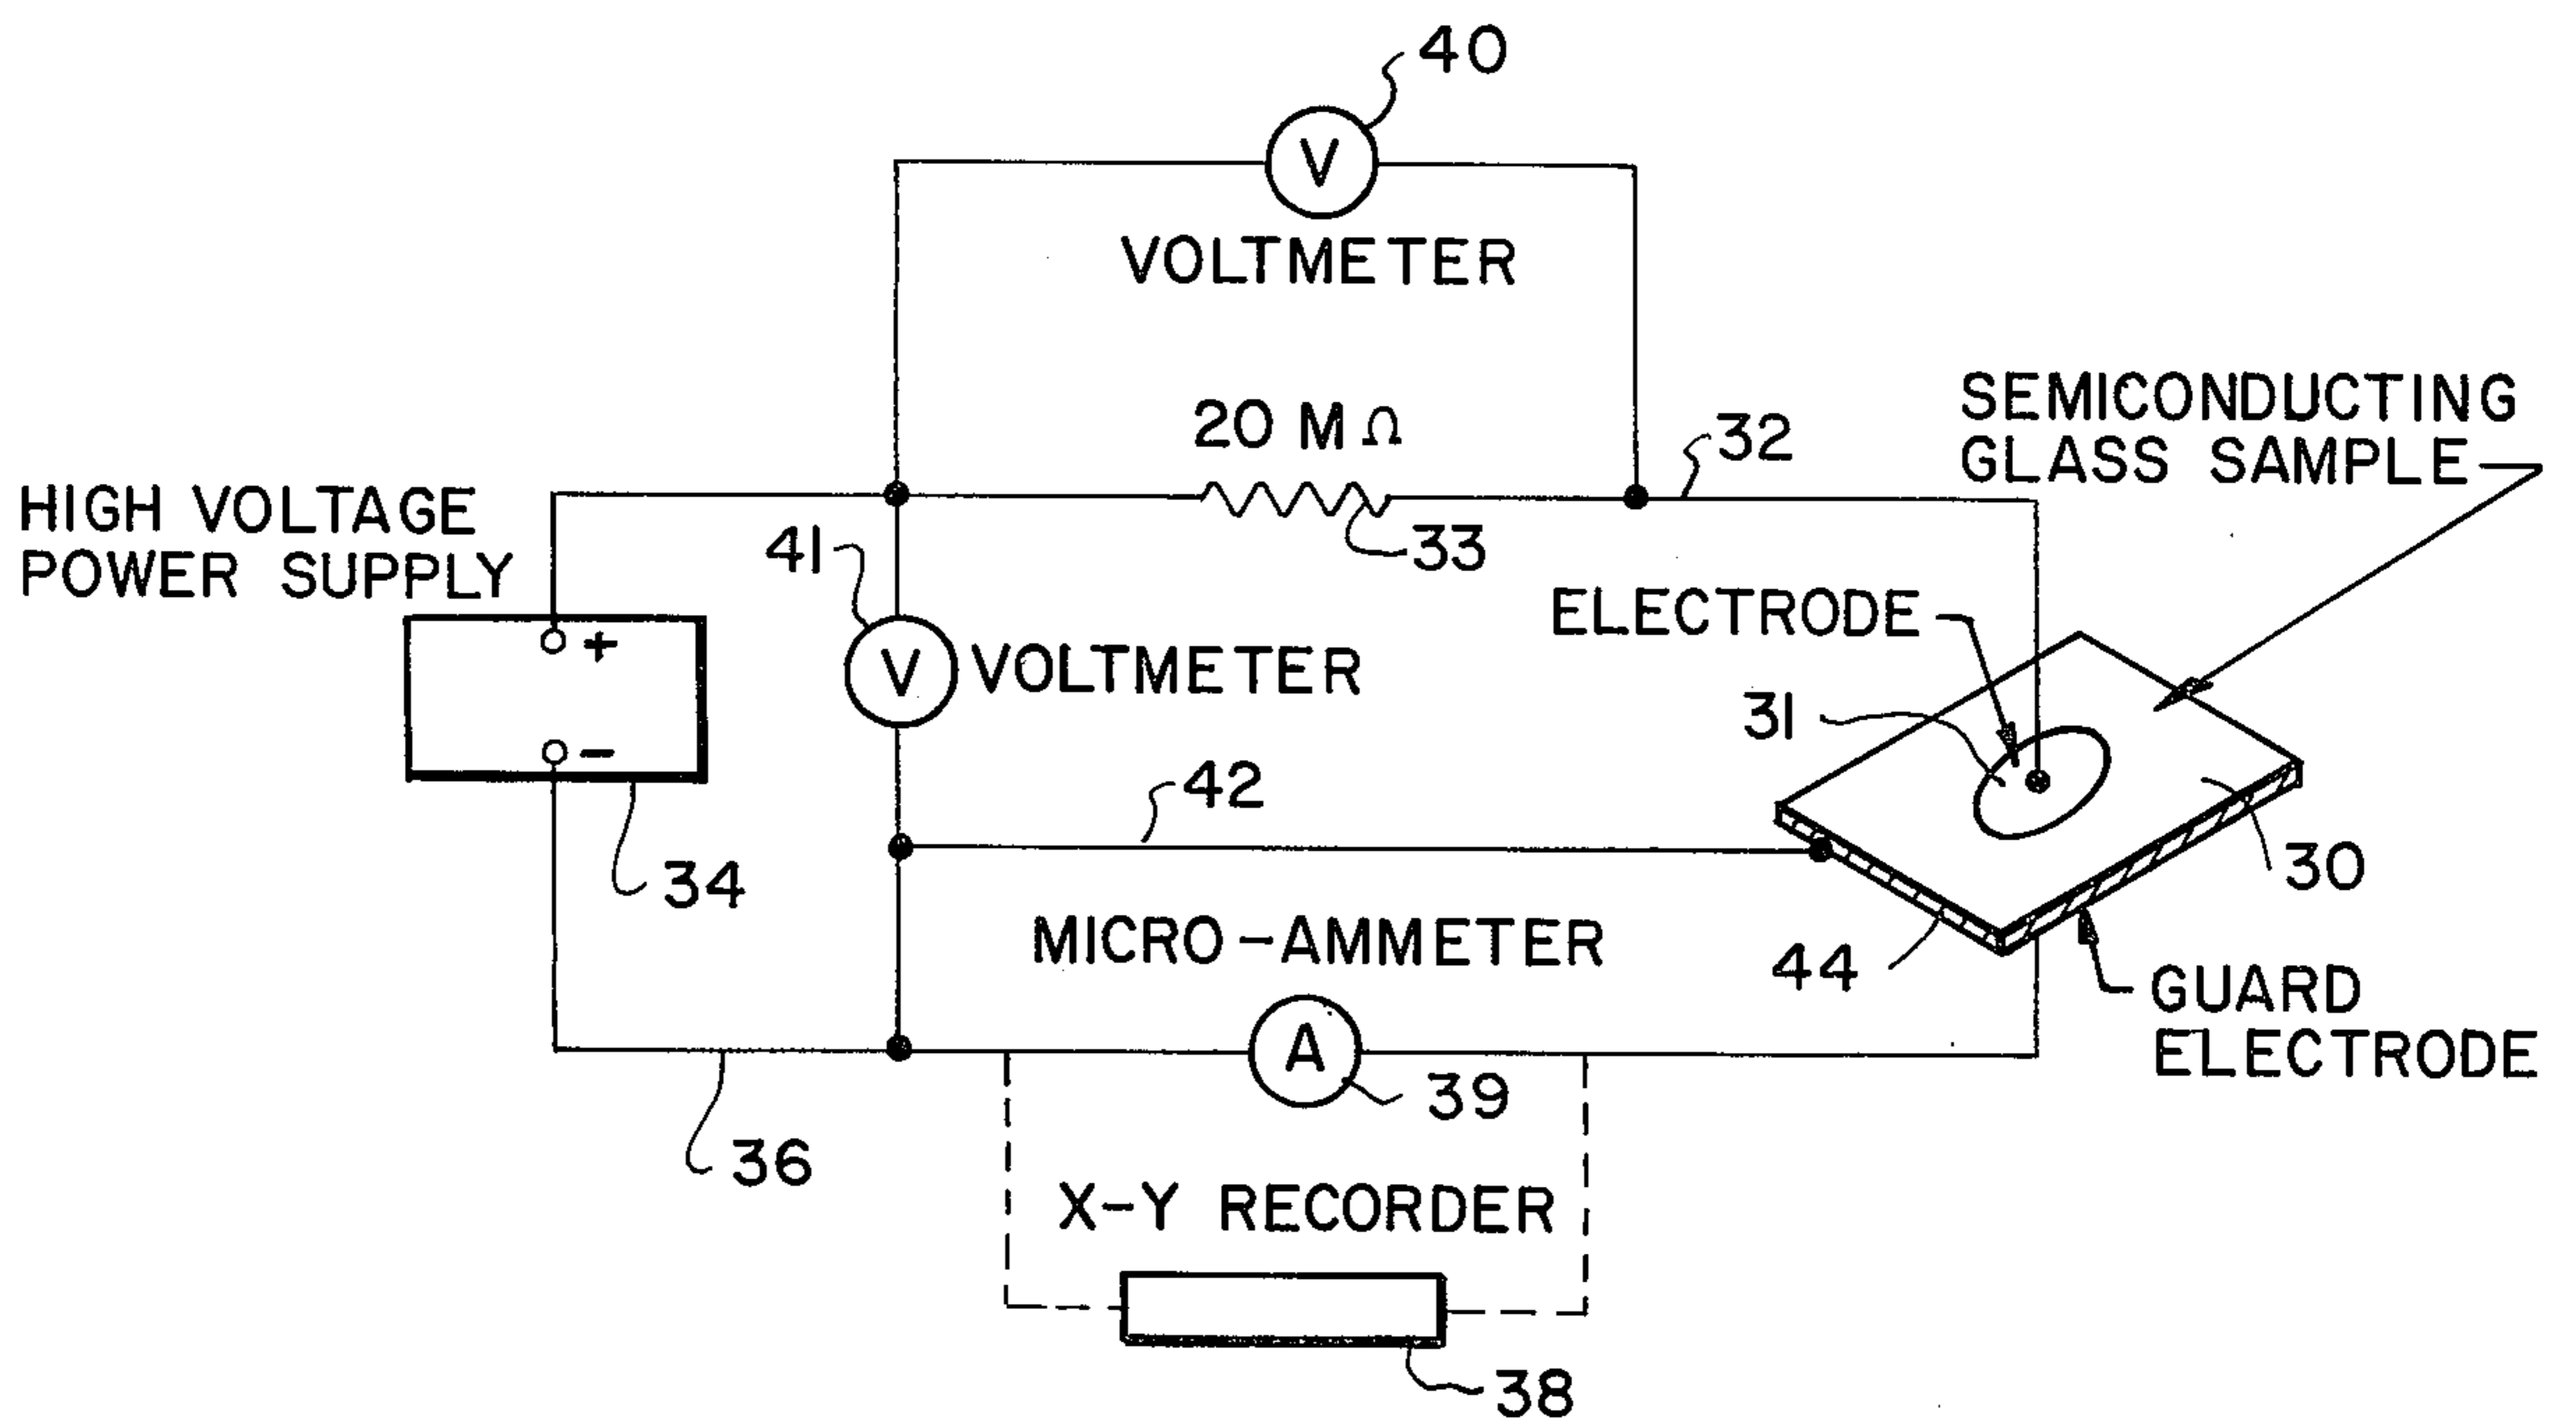 40
V
VOLTMETER
20 MΩ
32
SEMICONDUCTING
GLASS SAMPLE
HIGH VOLTAGE
POWER SUPPLY
41
33
ELECTRODE
+
V
VOLTMETER
31
−
42
34
30
MICRO-AMMETER
44
GUARD
ELECTRODE
A
39
36
X-Y RECORDER
38